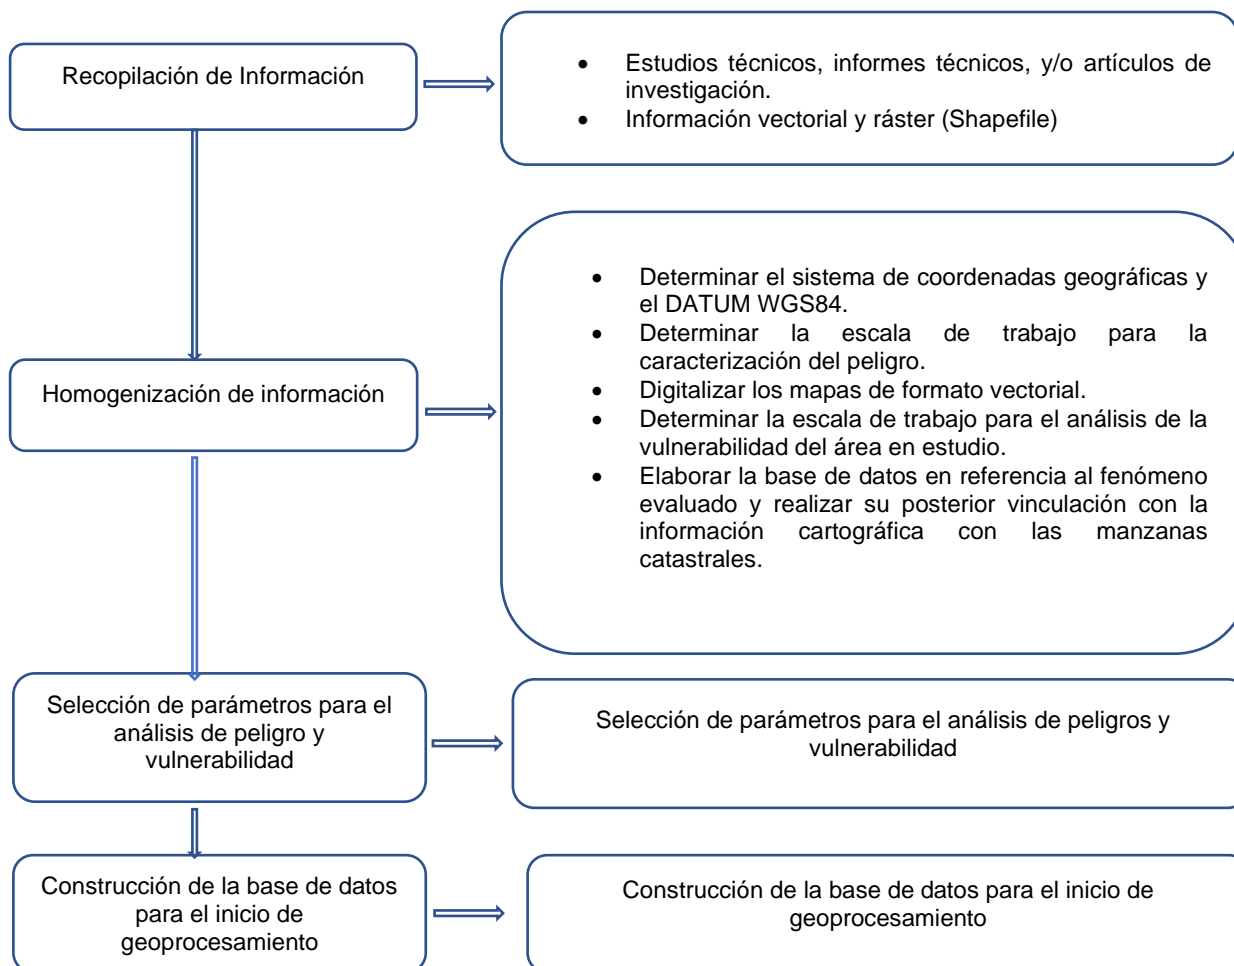 Recopilación de Información
• Estudios técnicos, informes técnicos, y/o artículos de
investigación.
• Información vectorial y ráster (Shapefile)
Homogenización de información
• Determinar el sistema de coordenadas geográficas y
el DATUM WGS84.
• Determinar la escala de trabajo para la
caracterización del peligro.
• Digitalizar los mapas de formato vectorial.
• Determinar la escala de trabajo para el análisis de la
vulnerabilidad del área en estudio.
• Elaborar la base de datos en referencia al fenómeno
evaluado y realizar su posterior vinculación con la
información cartográfica con las manzanas
catastrales.
Selección de parámetros para el
análisis de peligro y
vulnerabilidad
Selección de parámetros para el análisis de peligros y
vulnerabilidad
Construcción de la base de datos
para el inicio de
geoprocesamiento
Construcción de la base de datos para el inicio de
geoprocesamiento